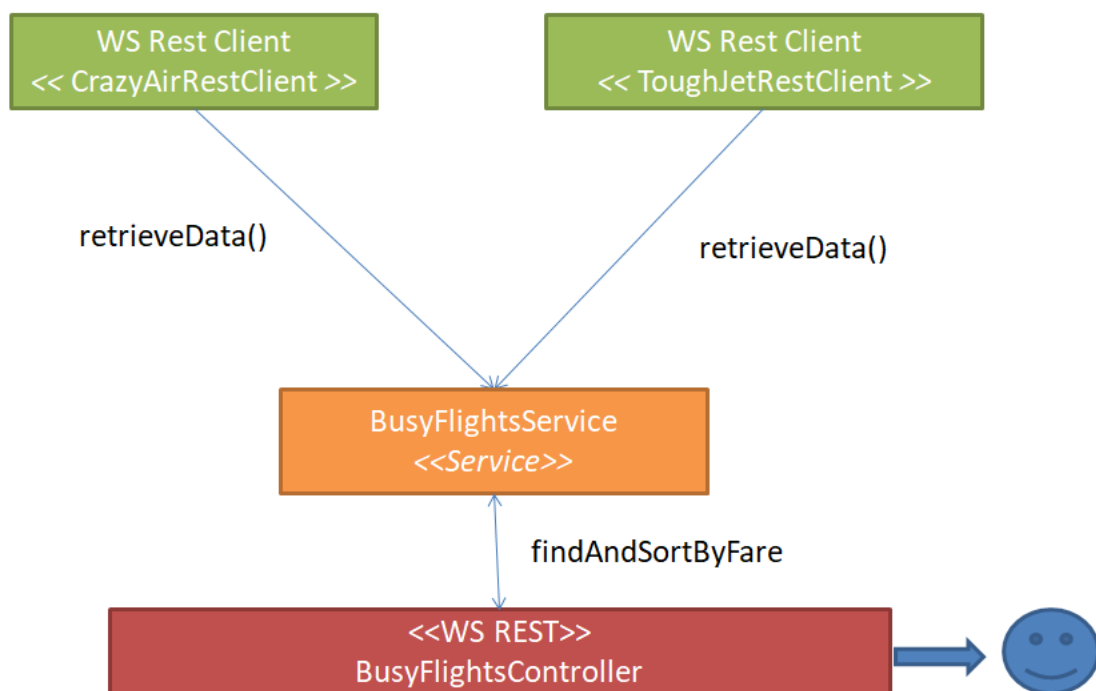 WS Rest Client
<< CrazyAirRestClient >>
WS Rest Client
<< ToughJetRestClient >>
retrieveData()
retrieveData()
BusyFlightsService
<<Service>>
findAndSortByFare
<<WS REST>>
BusyFlightsController